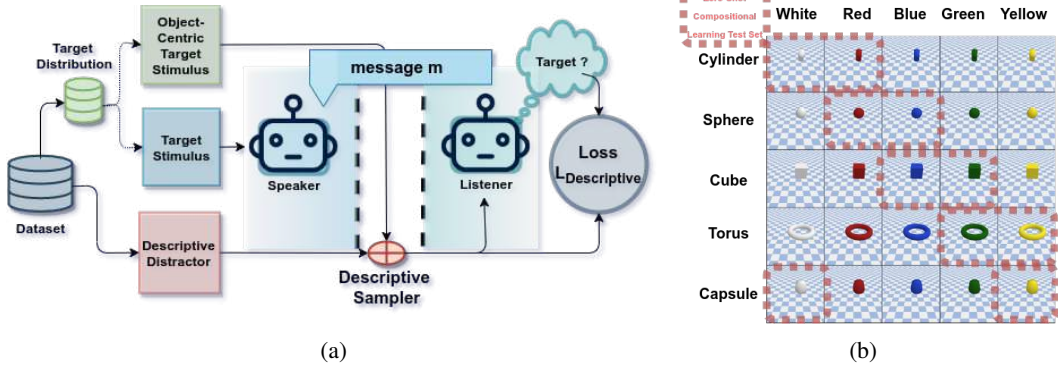 Object-
Centric
Target
Stimulus
Target
Distribution
message m
Target ?
Target
Stimulus
Speaker
Listener
Loss
LDescriptive
Dataset
Descriptive
Distractor
Descriptive
Sampler
(a)
Compositional
Learning Test Set
White Red Blue Green Yellow
Cylinder
Sphere
Cube
Torus
Capsule
(b)